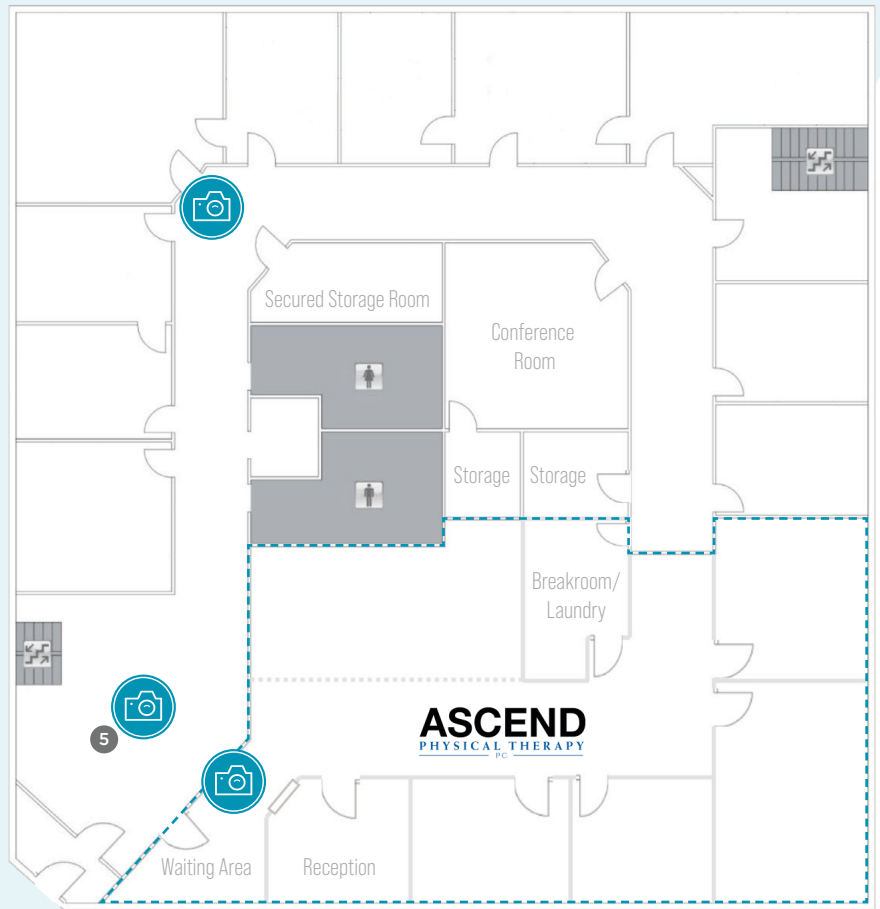 Secured Storage Room
Conference
Room
Storage
Storage
Breakroom/
Laundry
5
ASCEND
PHYSICAL THERAPY
PC
Waiting Area
Reception